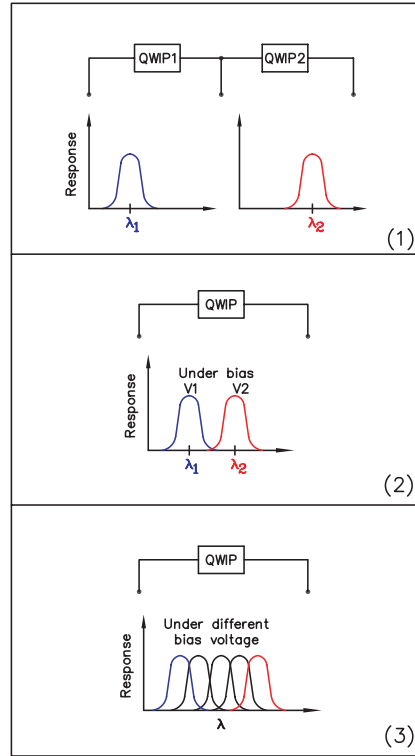 QWIP1 QWIP2
Response
λ1 λ2
(1)
QWIP
Under bias
V1 V2
Response
λ1 λ2
(2)
QWIP
Under different
bias voltage
Response
λ
(3)